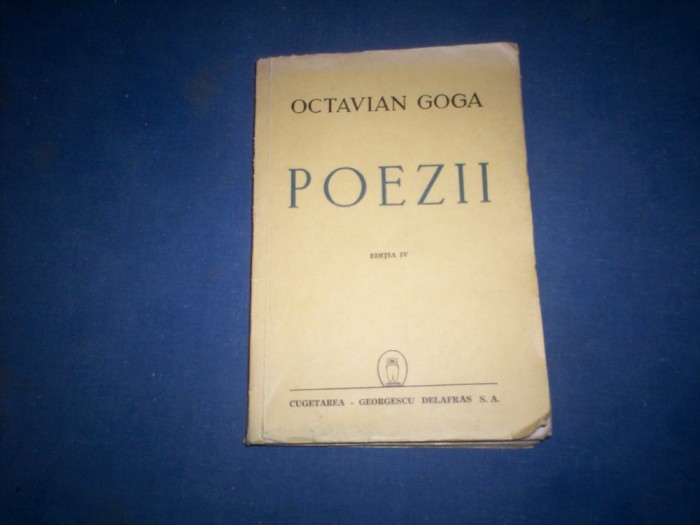 OCTAVIAN GOGA
POEZII
EDIȚIA IV
CUGETAREA - GEORGESCU DELAFRAS S. A.